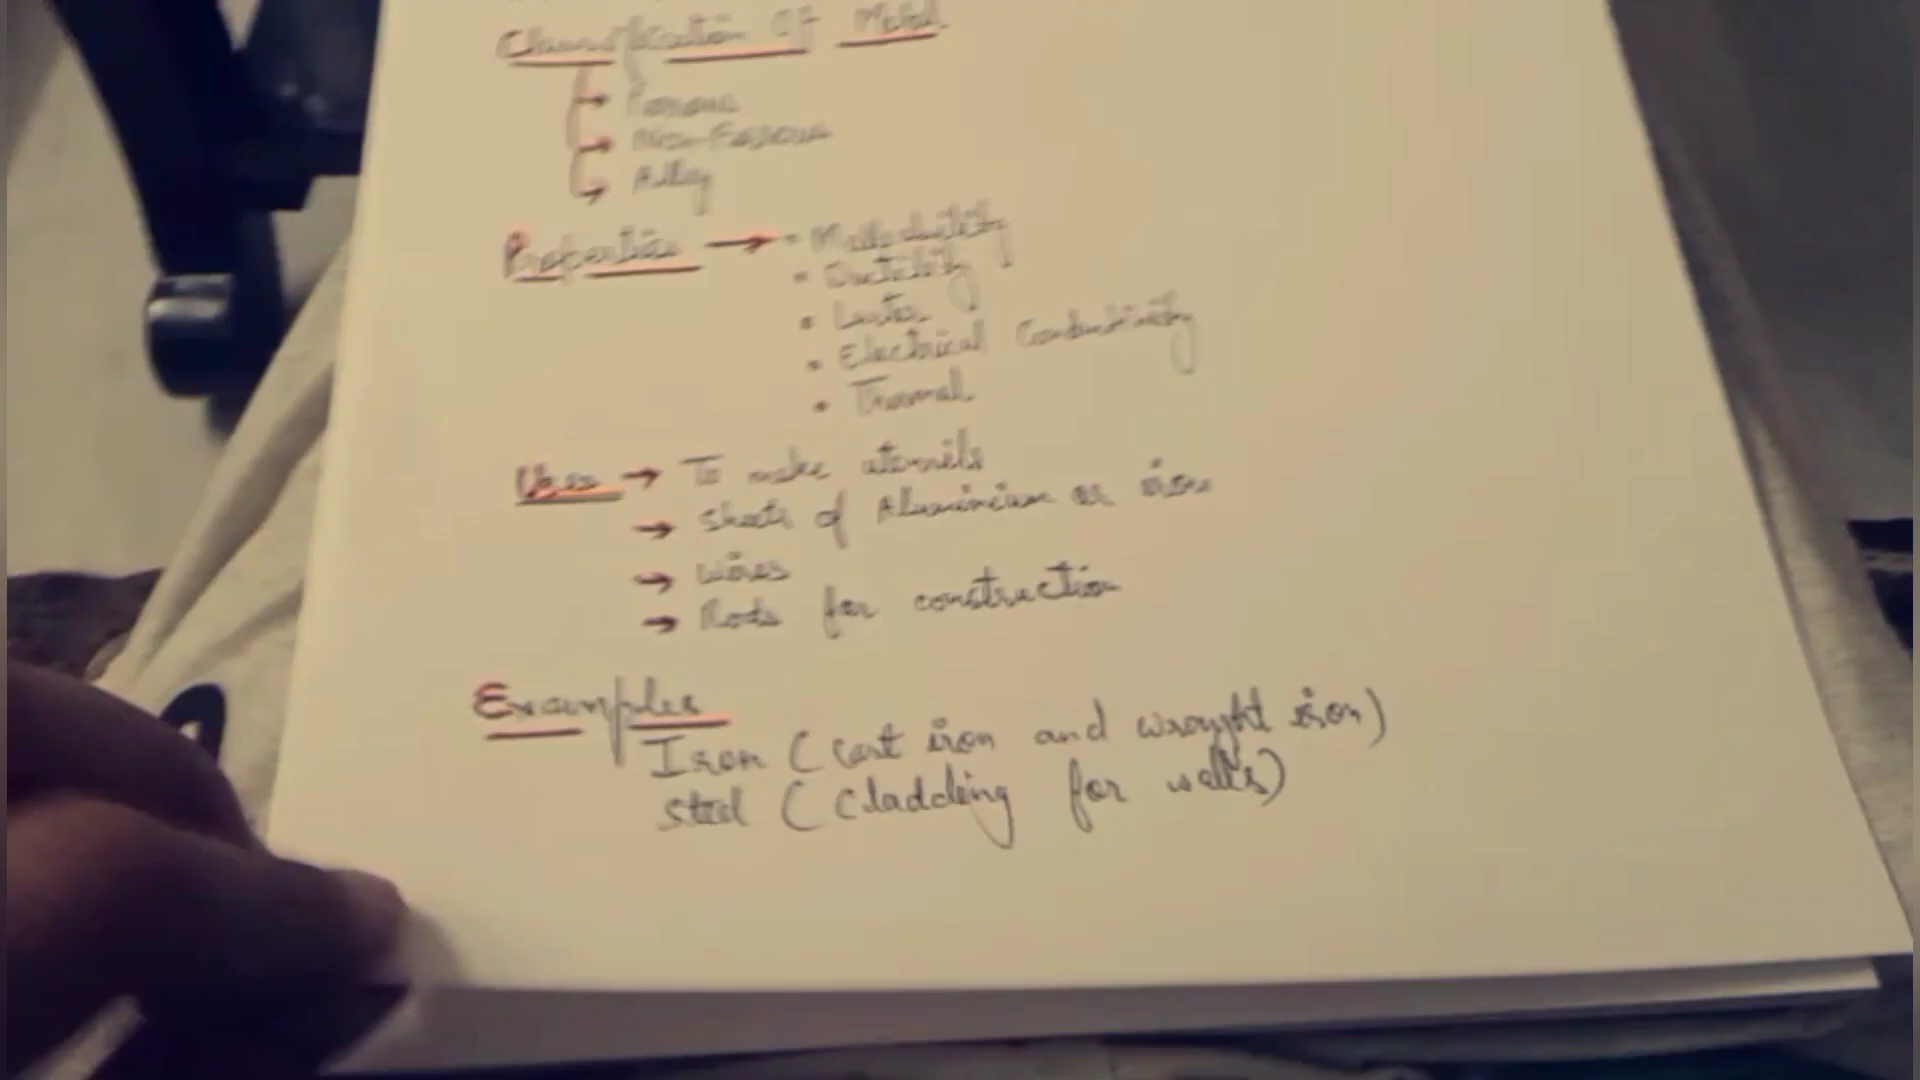 Classification Of Metal
Ferrous
Non-Ferrous
Alloy
Properties → • Malleability
• Ductility
• Luster
• Electrical Conductivity
• Thermal
Uses → To make utensils
→ Sheets of Aluminium or iron
→ wires
→ Rods for construction
Examples
Iron (cast iron and wrought iron)
Steel (Cladding for walls)